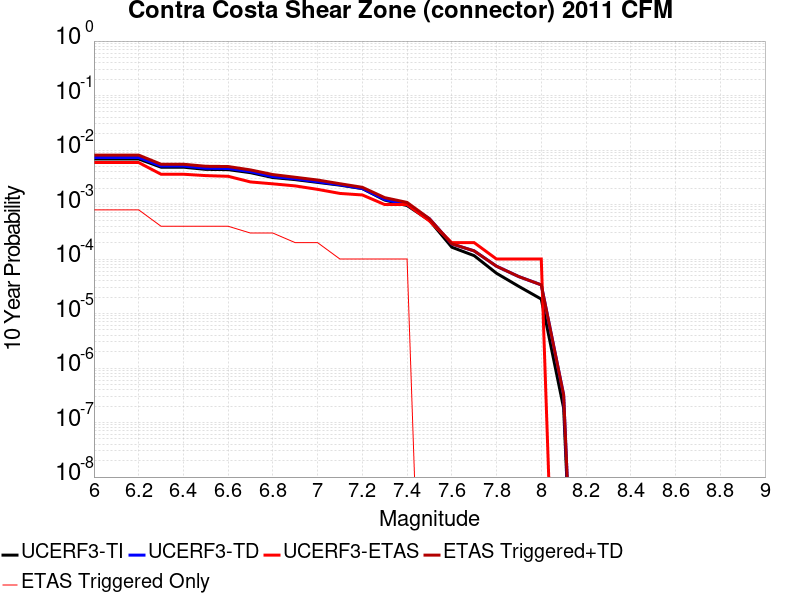 Contra Costa Shear Zone (connector) 2011 CFM
10 Year Probability
10^0
10^-1
10^-2
10^-3
10^-4
10^-5
10^-6
10^-7
10^-8
6 6.2 6.4 6.6 6.8 7 7.2 7.4 7.6 7.8 8 8.2 8.4 8.6 8.8 9
Magnitude
UCERF3-TI UCERF3-TD UCERF3-ETAS ETAS Triggered+TD
ETAS Triggered Only